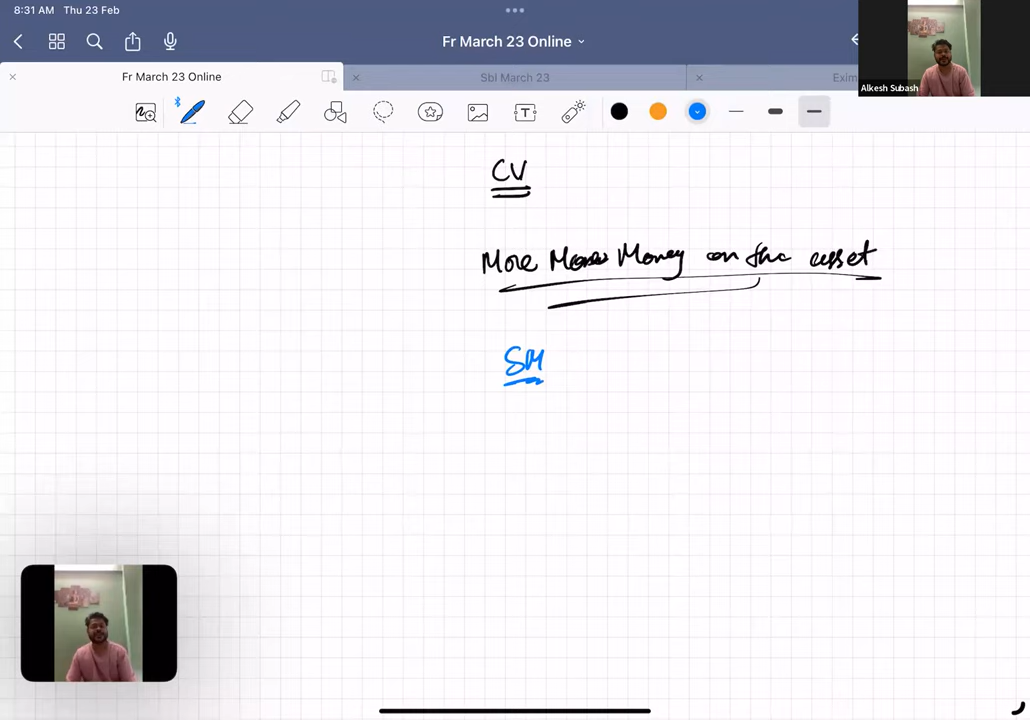 8:31 AM Thu 23 Feb
Fr March 23 Online
Alkesh Subash
Fr March 23 Online
Sbl March 23
Exim
T
CV
More Money on the asset
SM